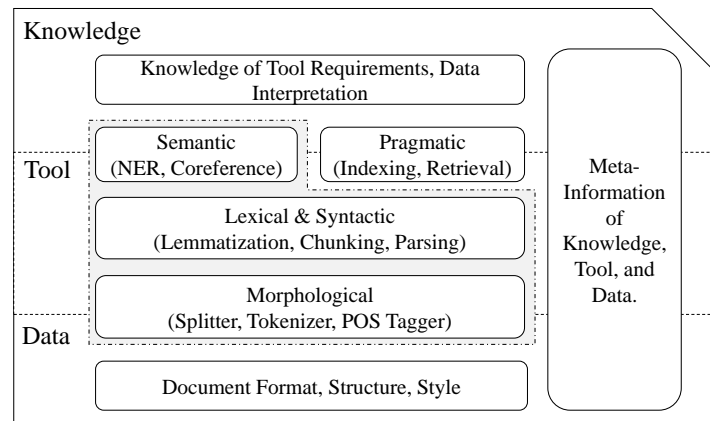 Knowledge
Knowledge of Tool Requirements, Data
Interpretation
Semantic
(NER, Coreference)
Pragmatic
(Indexing, Retrieval)
Tool
Lexical & Syntactic
(Lemmatization, Chunking, Parsing)
Morphological
(Splitter, Tokenizer, POS Tagger)
Data
Document Format, Structure, Style
Meta-
Information
of
Knowledge,
Tool, and
Data.